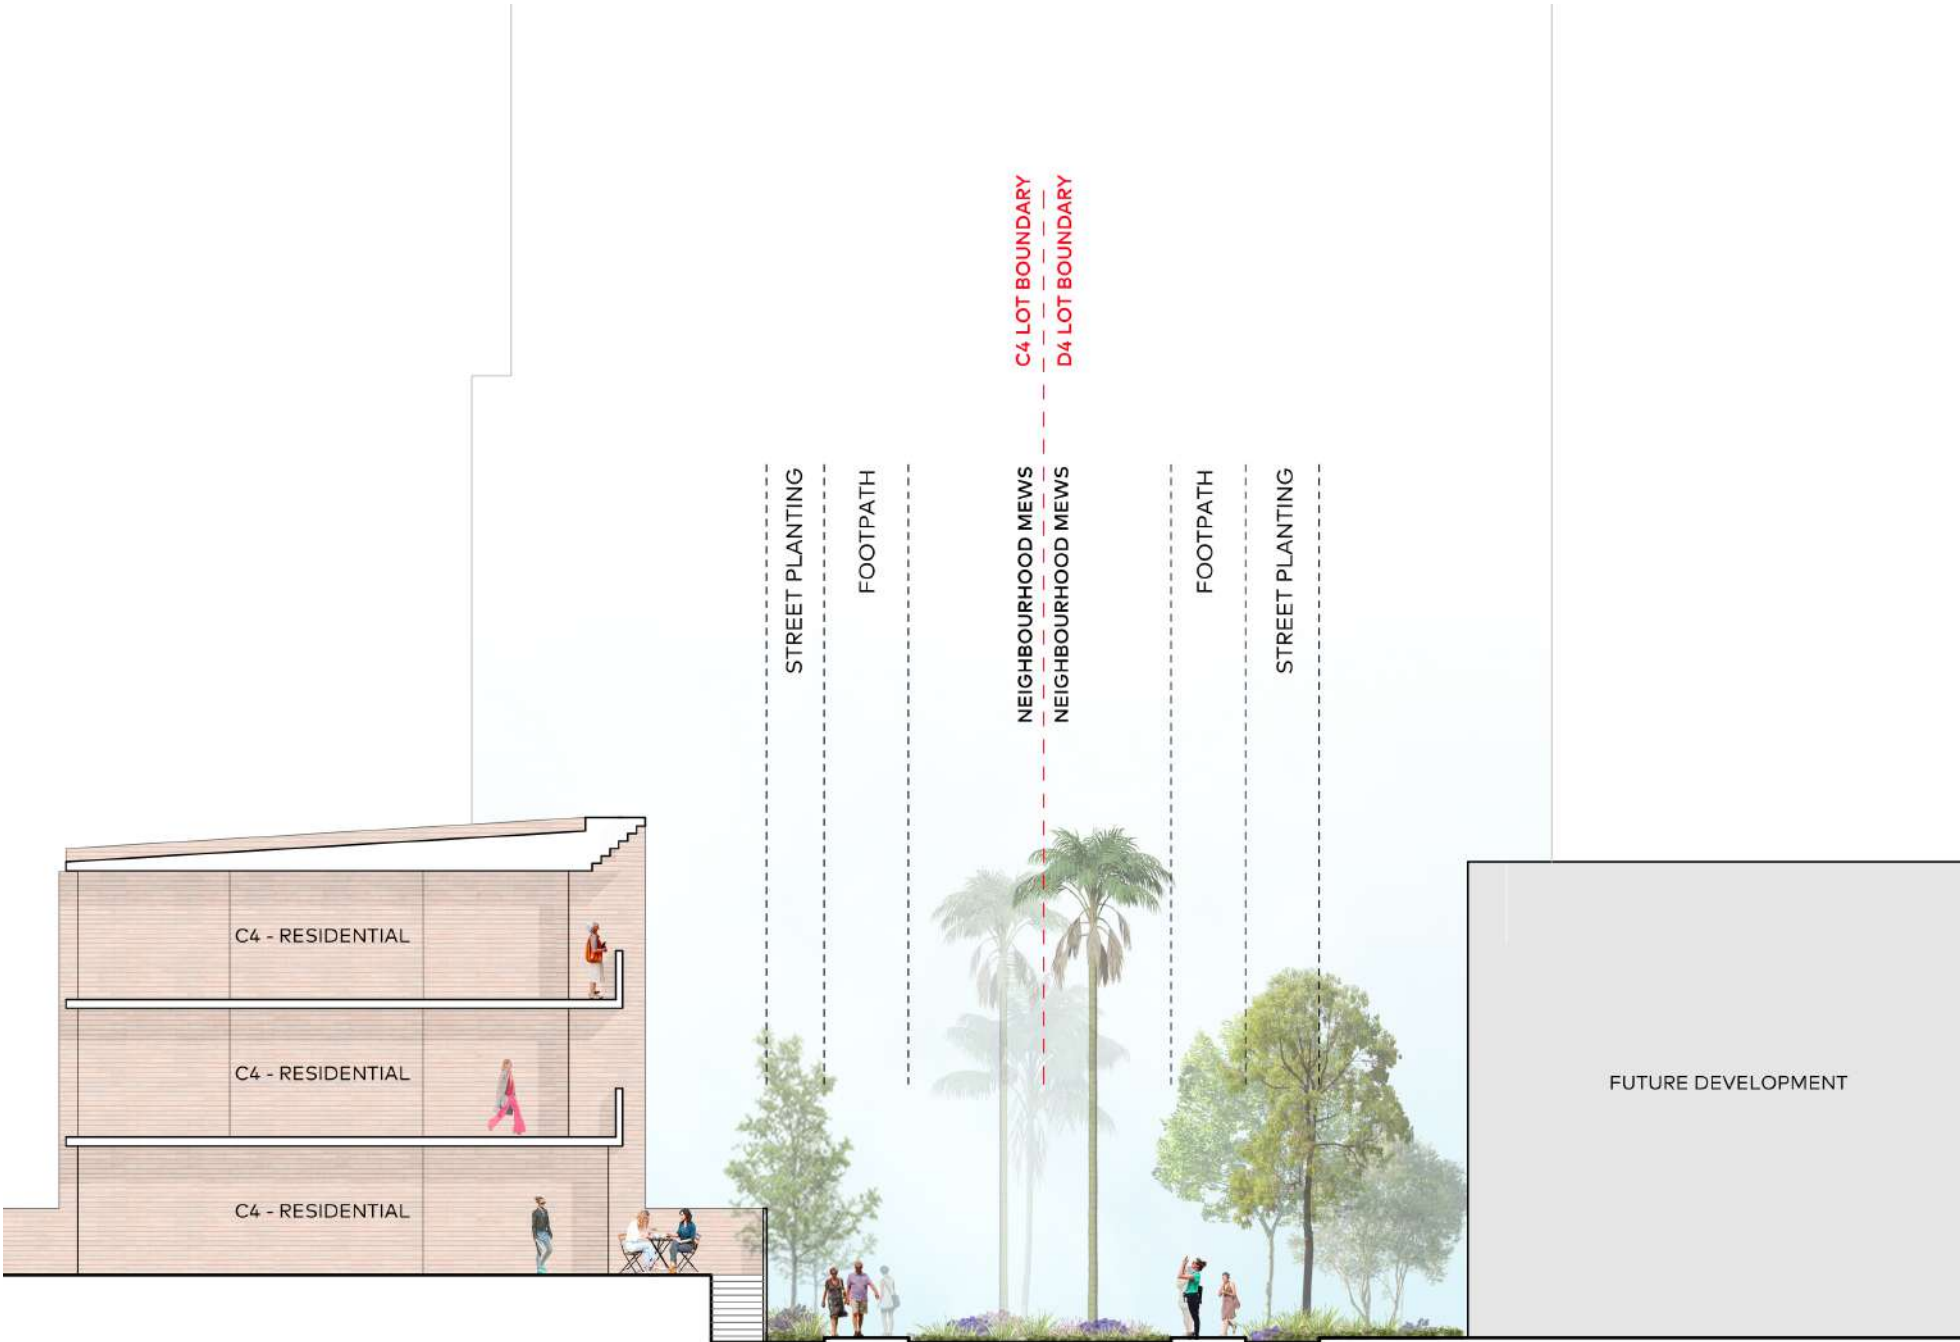 C4 LOT BOUNDARY
D4 LOT BOUNDARY
STREET PLANTING
FOOTPATH
NEIGHBOURHOOD MEWS
NEIGHBOURHOOD MEWS
FOOTPATH
STREET PLANTING
C4 - RESIDENTIAL
C4 - RESIDENTIAL
FUTURE DEVELOPMENT
C4 - RESIDENTIAL